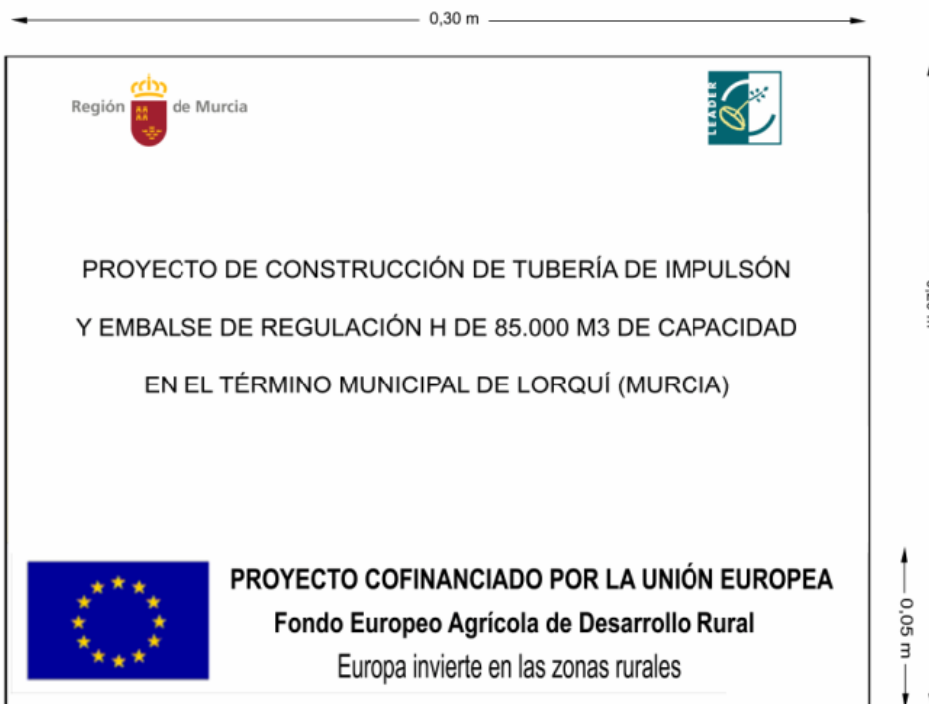 0,30 m
Región de Murcia
LEADER
PROYECTO DE CONSTRUCCIÓN DE TUBERÍA DE IMPULSÓN
Y EMBALSE DE REGULACIÓN H DE 85.000 M3 DE CAPACIDAD
EN EL TÉRMINO MUNICIPAL DE LORQUÍ (MURCIA)
PROYECTO COFINANCIADO POR LA UNIÓN EUROPEA
Fondo Europeo Agrícola de Desarrollo Rural
Europa invierte en las zonas rurales
0,05 m